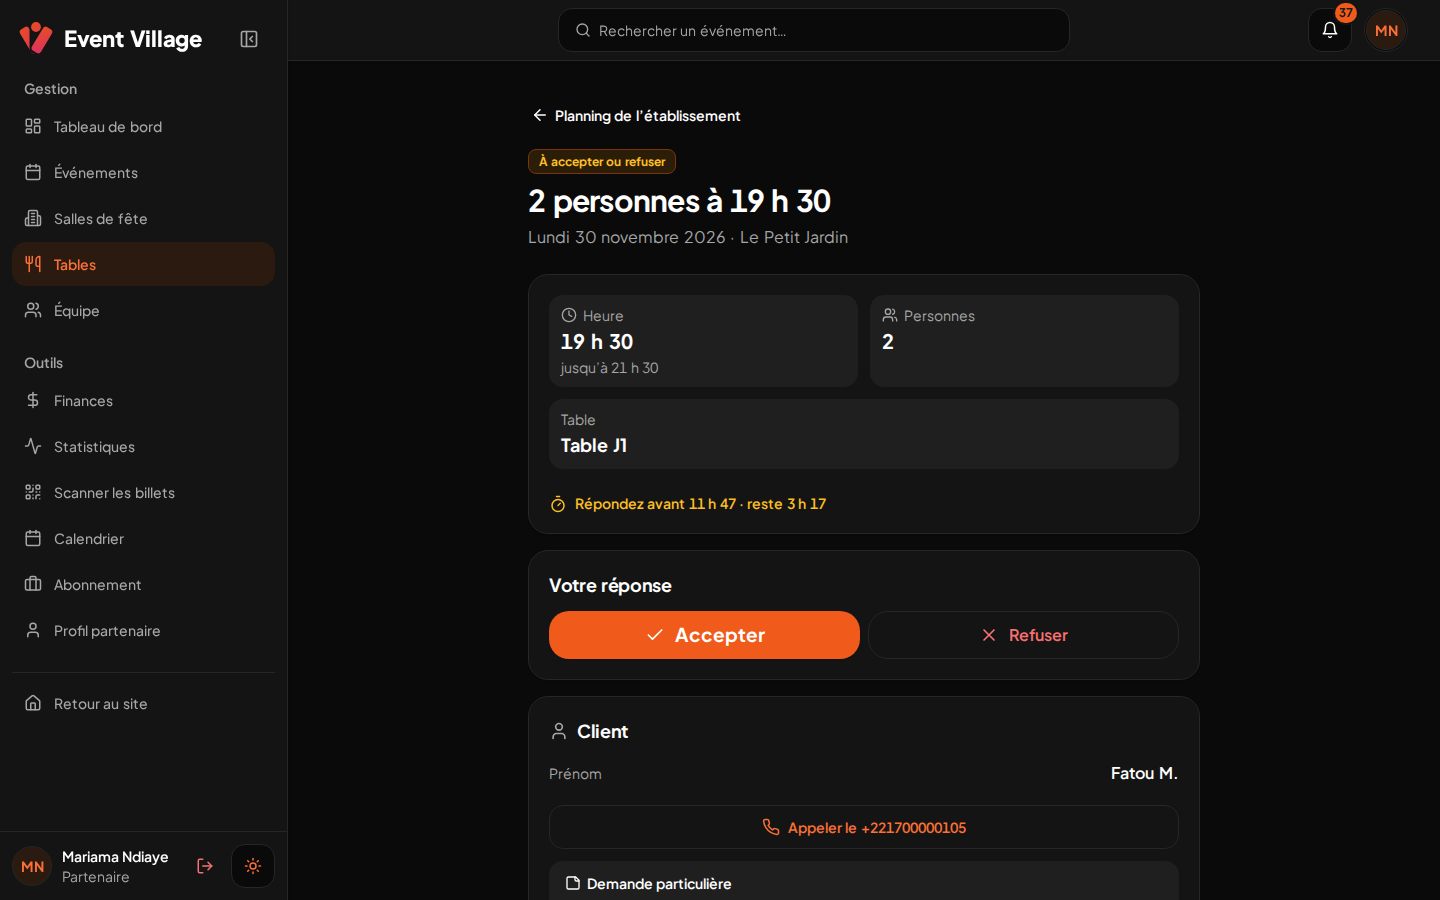 Event Village
Rechercher un événement...
37
MN
Gestion
Tableau de bord
Événements
Salles de fête
Tables
Équipe
Outils
Finances
Statistiques
Scanner les billets
Calendrier
Abonnement
Profil partenaire
Retour au site
MN
Mariama Ndiaye
Partenaire
Planning de l’établissement
À accepter ou refuser
2 personnes à 19 h 30
Lundi 30 novembre 2026 · Le Petit Jardin
Heure
19 h 30
jusqu’à 21 h 30
Personnes
2
Table
Table J1
Répondez avant 11 h 47 · reste 3 h 17
Votre réponse
Accepter
Refuser
Client
Prénom
Fatou M.
Appeler le +221700000105
Demande particulière